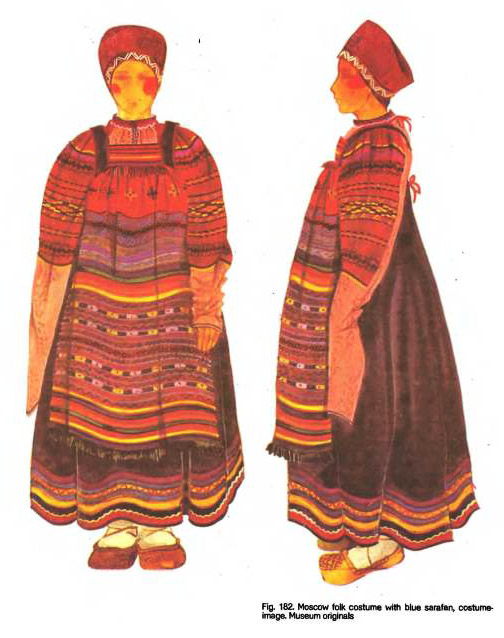 Fig. 182. Moscow folk costume with blue sarafan, costume-
image. Museum originals